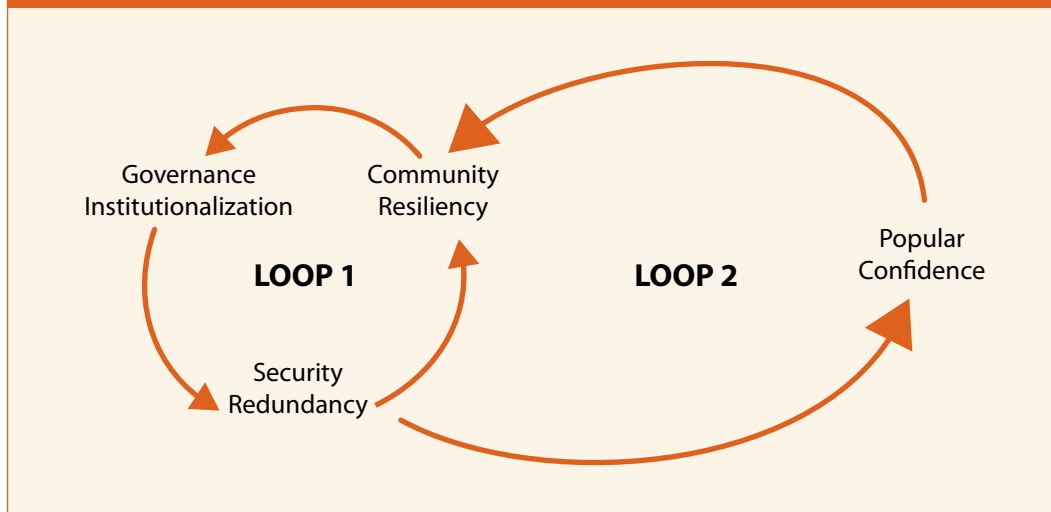 Governance
Institutionalization
Community
Resiliency
LOOP 1
LOOP 2
Popular
Confidence
Security
Redundancy